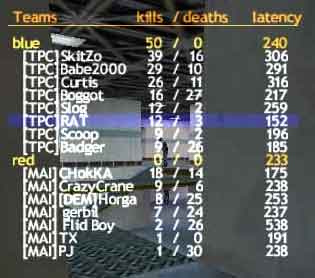 Teams kills / deaths latency
blue 50 / 0 240
[TPC]SkitZo 39 / 16 306
[TPC]Babe2000 29 / 10 291
[TPC]Curtis 26 / 11 316
[TPC]Boggot 16 / 27 217
[TPC]Slog 12 / 2 259
[TPC]RAT 12 / 3 152
[TPC]Scoop 9 / 2 196
[TPC]Badger 9 / 26 185
red 0 / 0 233
[MAI]CHokKA 18 / 14 175
[MAI]CrazyCrane 9 / 6 238
[MAI][DEM]Horga 8 / 25 253
[MAI]gerbil 7 / 24 237
[MAI] Flid Boy 2 / 26 538
[MAI]TX 1 / 0 191
[MAI]PJ 1 / 30 238